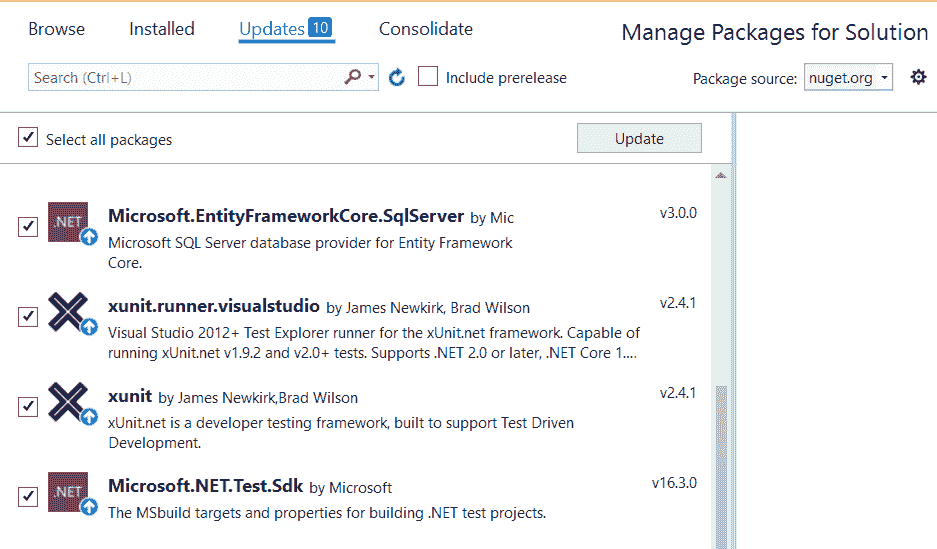 Browse Installed Updates 10 Consolidate Manage Packages for Solution
Search (Ctrl+L) Include prerelease Package source: nuget.org
Select all packages Update
.NET Microsoft.EntityFrameworkCore.SqlServer by Mic v3.0.0
Microsoft SQL Server database provider for Entity Framework
Core.
xunit.runner.visualstudio by James Newkirk, Brad Wilson v2.4.1
Visual Studio 2012+ Test Explorer runner for the xUnit.net framework. Capable of
running xUnit.net v1.9.2 and v2.0+ tests. Supports .NET 2.0 or later, .NET Core 1....
xunit by James Newkirk,Brad Wilson v2.4.1
xUnit.net is a developer testing framework, built to support Test Driven
Development.
.NET Microsoft.NET.Test.Sdk by Microsoft v16.3.0
The MSbuild targets and properties for building .NET test projects.